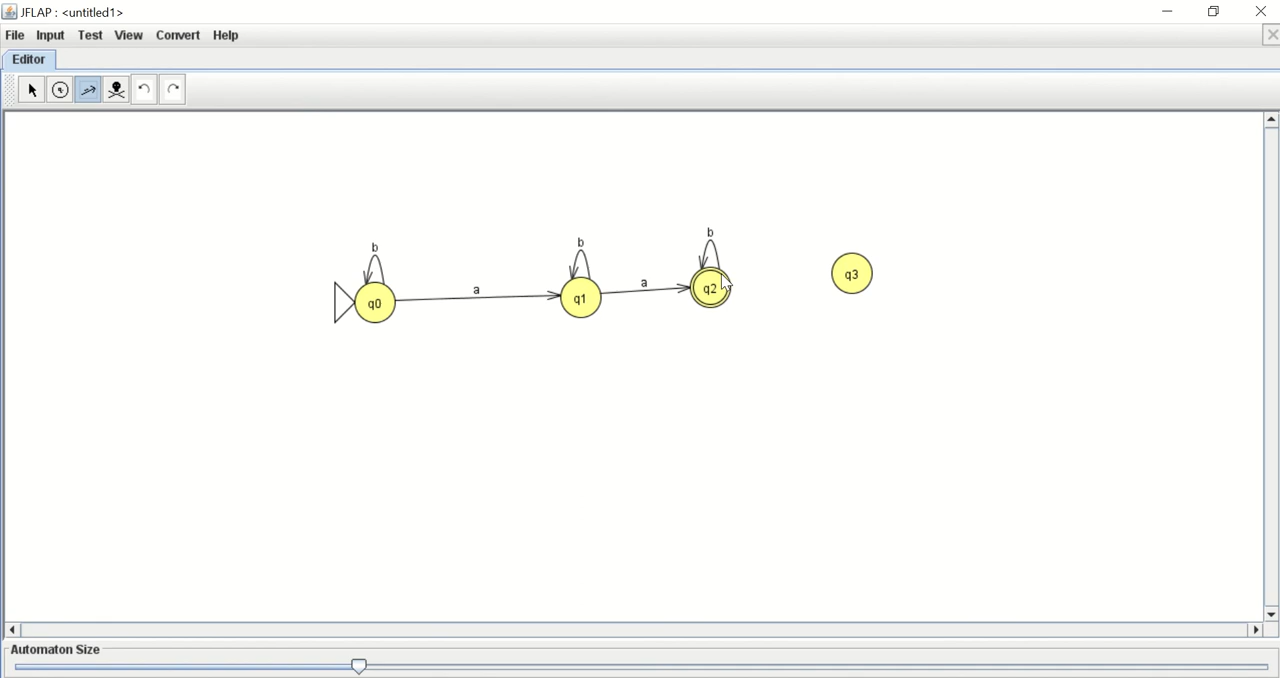 JFLAP : <untitled1>
File Input Test View Convert Help
Editor
b b b
a a
q0 q1 q2 q3
Automaton Size